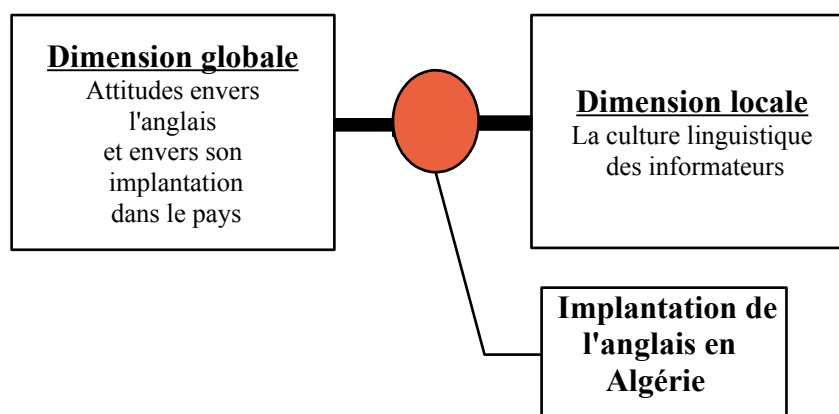 Dimension globale
Attitudes envers
l'anglais
et envers son
implantation
dans le pays
Dimension locale
La culture linguistique
des informateurs
Implantation de
l'anglais en
Algérie